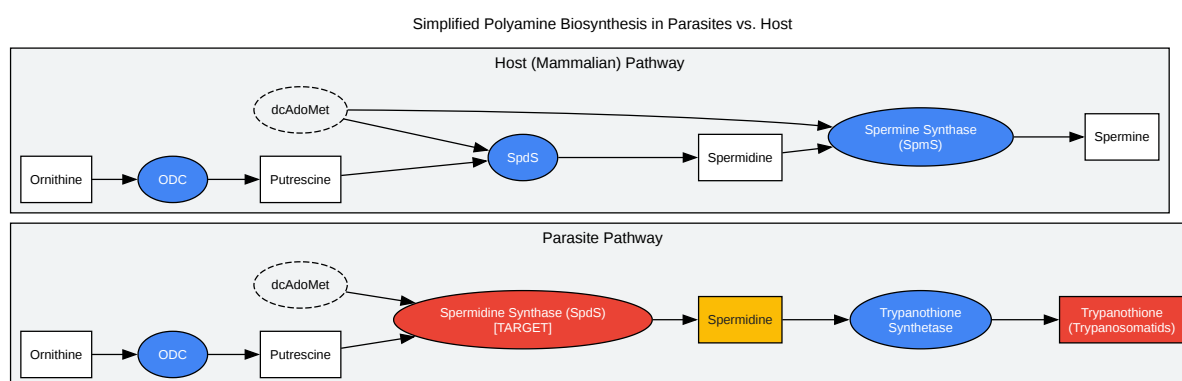 Simplified Polyamine Biosynthesis in Parasites vs. Host
Host (Mammalian) Pathway
dcAdoMet
Ornithine
ODC
Putrescine
SpdS
Spermidine
Spermine Synthase
(SpmS)
Spermine
Parasite Pathway
dcAdoMet
Ornithine
ODC
Putrescine
Spermidine Synthase (SpdS)
[TARGET]
Spermidine
Trypanothione
Synthetase
Trypanothione
(Trypanosomatids)